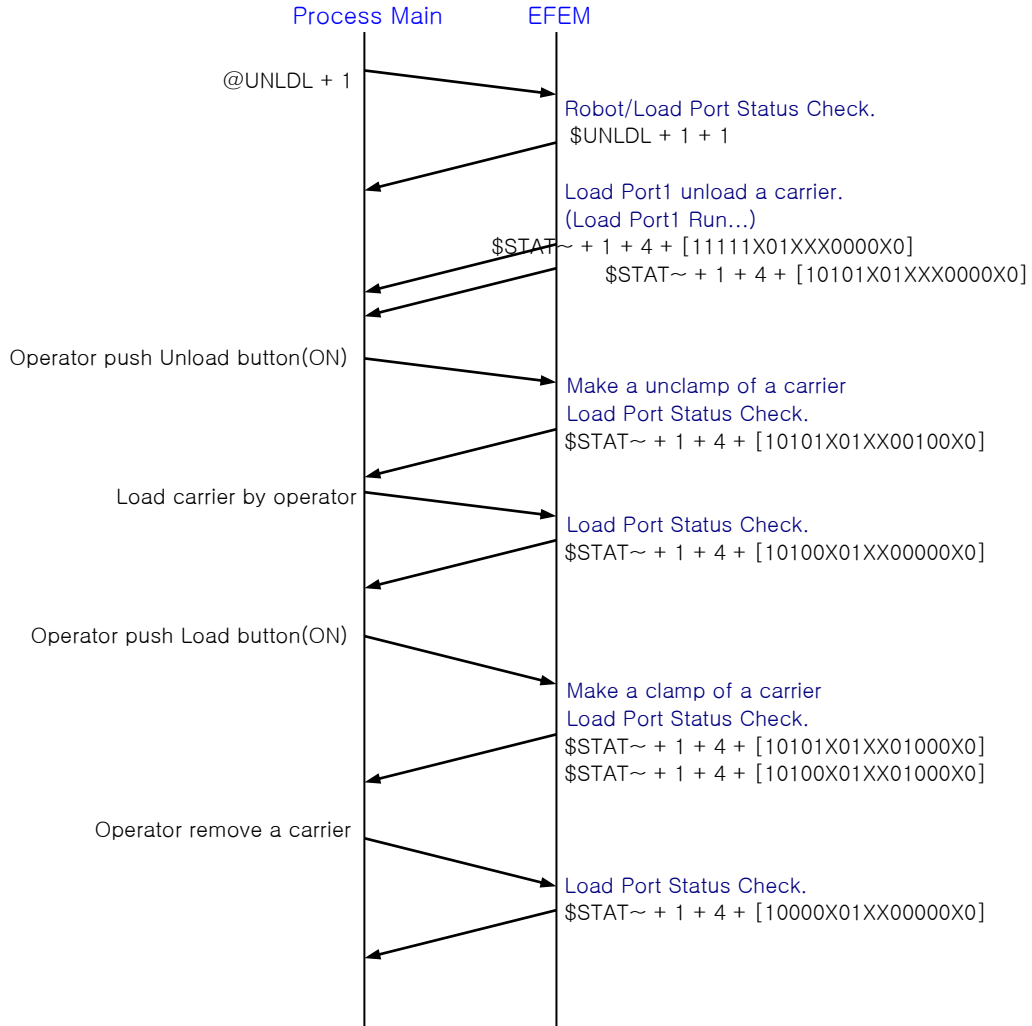 Process Main
EFEM
@UNLDL + 1
Robot/Load Port Status Check.
$UNLDL + 1 + 1
Load Port1 unload a carrier.
(Load Port1 Run...)
$STAT~ + 1 + 4 + [11111X01XXX0000X0]
$STAT~ + 1 + 4 + [10101X01XXX0000X0]
Operator push Unload button(ON)
Make a unclamp of a carrier
Load Port Status Check.
$STAT~ + 1 + 4 + [10101X01XX00100X0]
Load carrier by operator
Load Port Status Check.
$STAT~ + 1 + 4 + [10100X01XX00000X0]
Operator push Load button(ON)
Make a clamp of a carrier
Load Port Status Check.
$STAT~ + 1 + 4 + [10101X01XX01000X0]
$STAT~ + 1 + 4 + [10100X01XX01000X0]
Operator remove a carrier
Load Port Status Check.
$STAT~ + 1 + 4 + [10000X01XX00000X0]